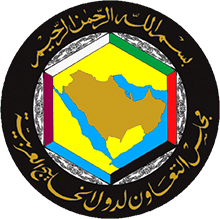 بسم الله الرحمن الرحيم
مجلس التعاون لدول الخليج العربية